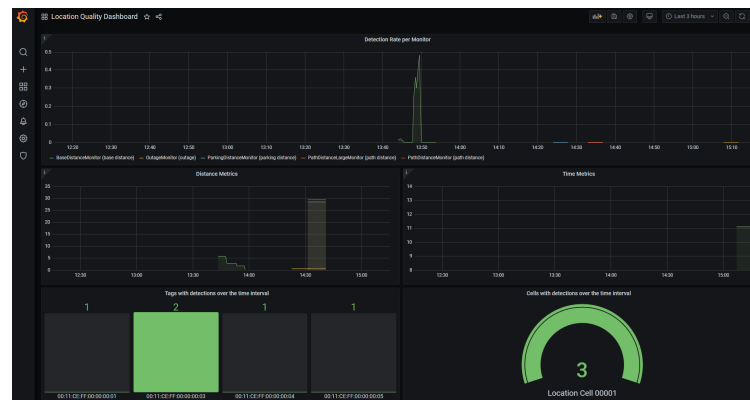 Location Quality Dashboard
Last 3 hours
Detection Rate per Monitor
0.5
0.4
0.3
0.2
0.1
0
12:20 12:30 12:40 12:50 13:00 13:10 13:20 13:30 13:40 13:50 14:00 14:10 14:20 14:30 14:40 14:50 15:00 15:10
BaseDistanceMonitor (base distance) OutageMonitor (outage) ParkingDistanceMonitor (parking distance) PathDistanceLargeMonitor (path distance) PathDistanceMonitor (path distance)
Distance Metrics
35
30
25
20
15
10
5
0
12:30 13:00 13:30 14:00 14:30 15:00
Time Metrics
14
13
12
11
10
9
8
12:30 13:00 13:30 14:00 14:30 15:00
Tags with detections over the time interval
1 2 1 1
00:11:CE:FF:00:00:00:01 00:11:CE:FF:00:00:00:03 00:11:CE:FF:00:00:00:04 00:11:CE:FF:00:00:00:05
Cells with detections over the time interval
3
Location Cell 00001